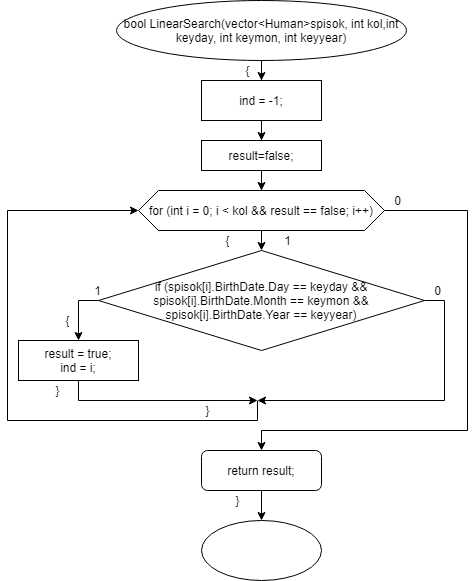 bool LinearSearch(vector<Human>spisok, int kol,int
keyday, int keymon, int keyyear)
{
ind = -1;
result=false;
for (int i = 0; i < kol && result == false; i++)
0
{
1
if (spisok[i].BirthDate.Day == keyday &&
spisok[i].BirthDate.Month == keymon &&
spisok[i].BirthDate.Year == keyyear)
1
0
{
result = true;
ind = i;
}
}
return result;
}